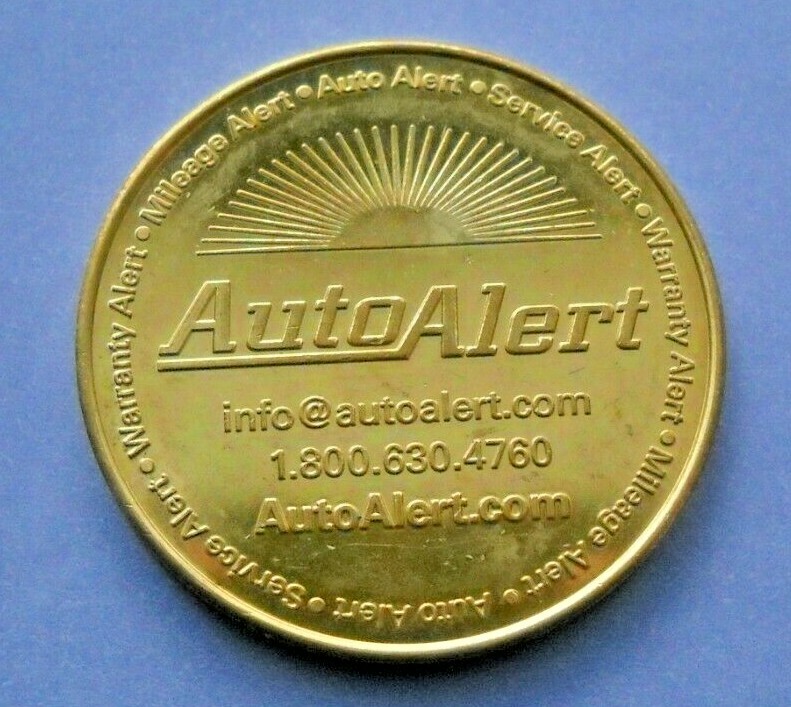 • Auto Alert • Service Alert • Warranty Alert • Mileage Alert • Auto Alert • Service Alert • Warranty Alert • Mileage Alert
AutoAlert
info@autoalert.com
1.800.630.4760
AutoAlert.com